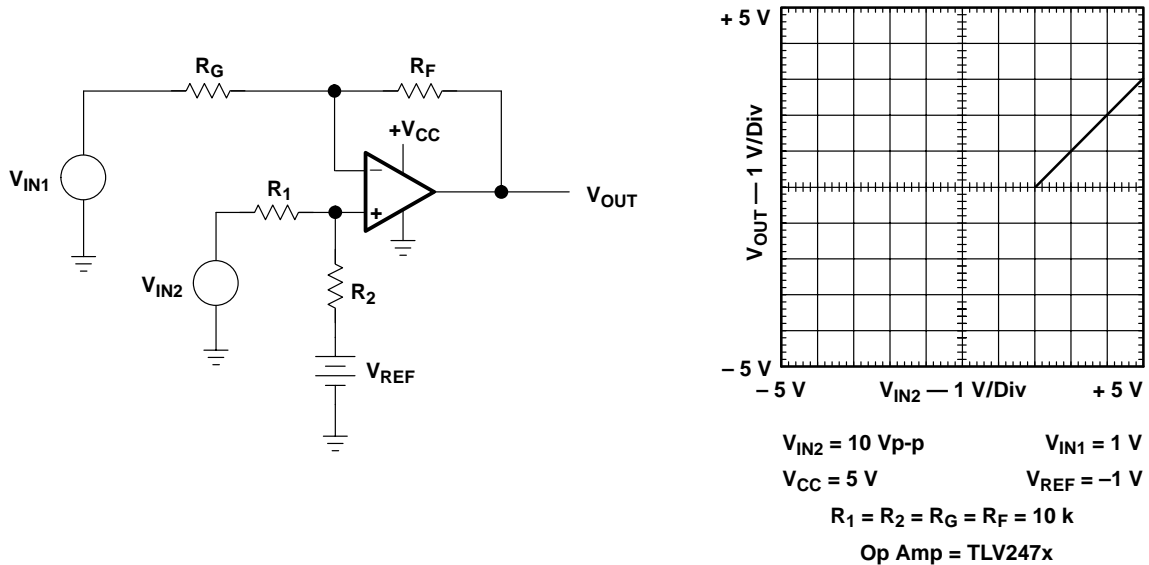 R_G
R_F
+V_CC
V_IN1
R_1
−
+
V_OUT
V_IN2
R_2
V_REF
+ 5 V
V_OUT — 1 V/Div
– 5 V
– 5 V
V_IN2 — 1 V/Div
+ 5 V
V_IN2 = 10 Vp-p
V_IN1 = 1 V
V_CC = 5 V
V_REF = –1 V
R_1 = R_2 = R_G = R_F = 10 k
Op Amp = TLV247x